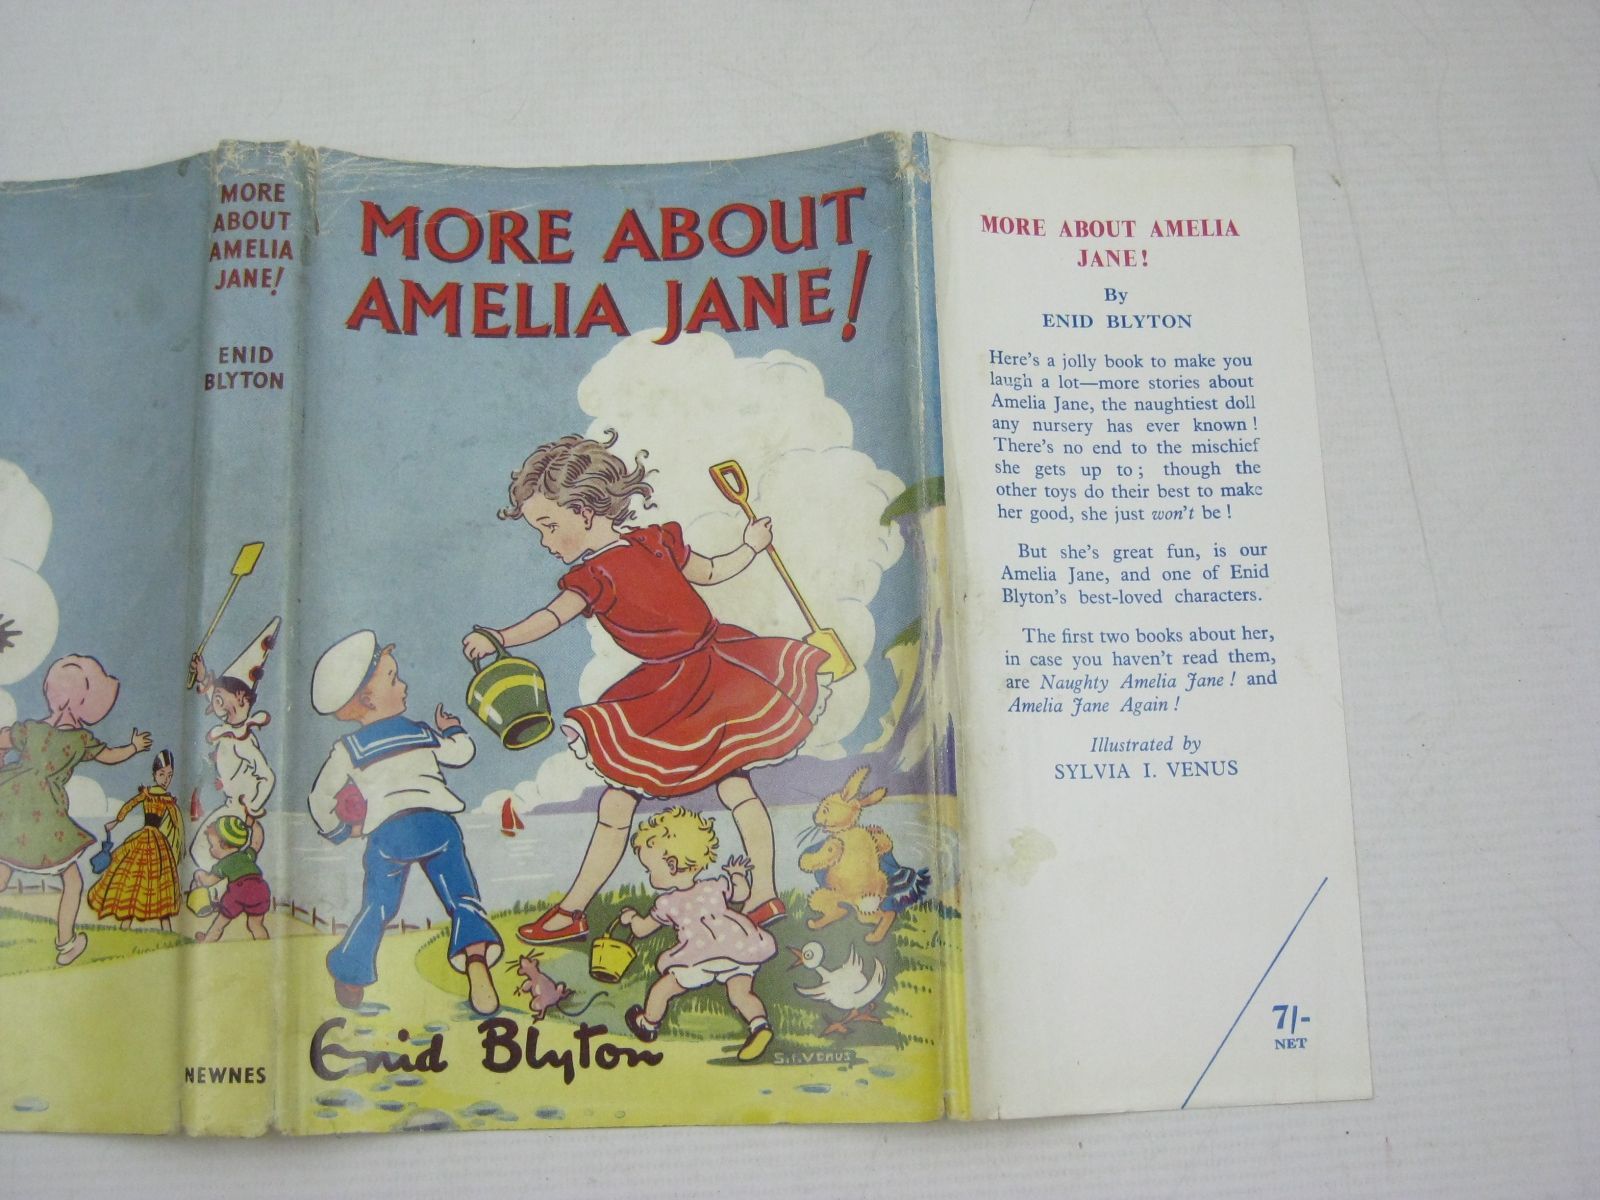 MORE
ABOUT
AMELIA
JANE!
ENID
BLYTON
NEWNES
MORE ABOUT
AMELIA JANE!
Enid Blyton
S.I.VENUS
MORE ABOUT AMELIA
JANE!
By
ENID BLYTON
Here's a jolly book to make you
laugh a lot—more stories about
Amelia Jane, the naughtiest doll
any nursery has ever known!
There's no end to the mischief
she gets up to; though the
other toys do their best to make
her good, she just won't be!
But she's great fun, is our
Amelia Jane, and one of Enid
Blyton's best-loved characters.
The first two books about her,
in case you haven't read them,
are Naughty Amelia Jane! and
Amelia Jane Again!
Illustrated by
SYLVIA I. VENUS
7/-
NET